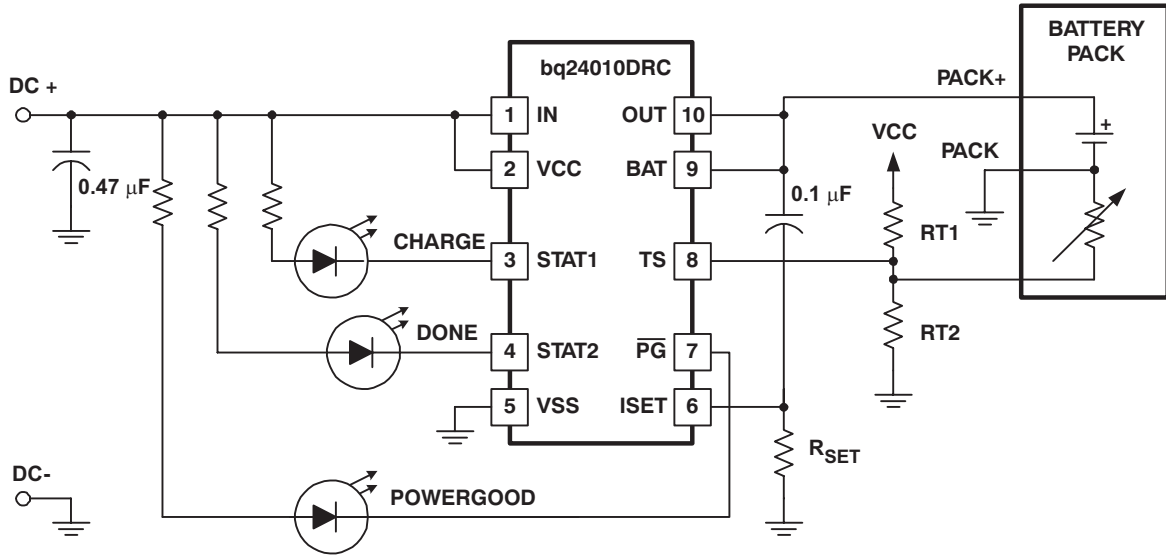 BATTERY
PACK
bq24010DRC
DC +
PACK+
1 IN
OUT 10
VCC
2 VCC
BAT 9
PACK
0.47 μF
0.1 μF
RT1
CHARGE
3 STAT1
TS 8
+
DONE
4 STAT2
PG 7
RT2
5 VSS
ISET 6
RSET
DC-
POWERGOOD